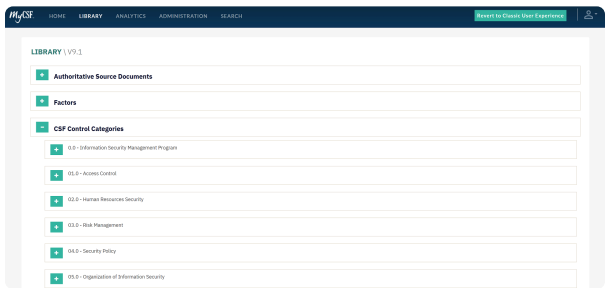 MyCSF
HOME LIBRARY ANALYTICS ADMINISTRATION SEARCH
Revert to Classic User Experience
LIBRARY \ V9.1
+ Authoritative Source Documents
+ Factors
- CSF Control Categories
+ 0.0 - Information Security Management Program
+ 01.0 - Access Control
+ 02.0 - Human Resources Security
+ 03.0 - Risk Management
+ 04.0 - Security Policy
+ 05.0 - Organization of Information Security